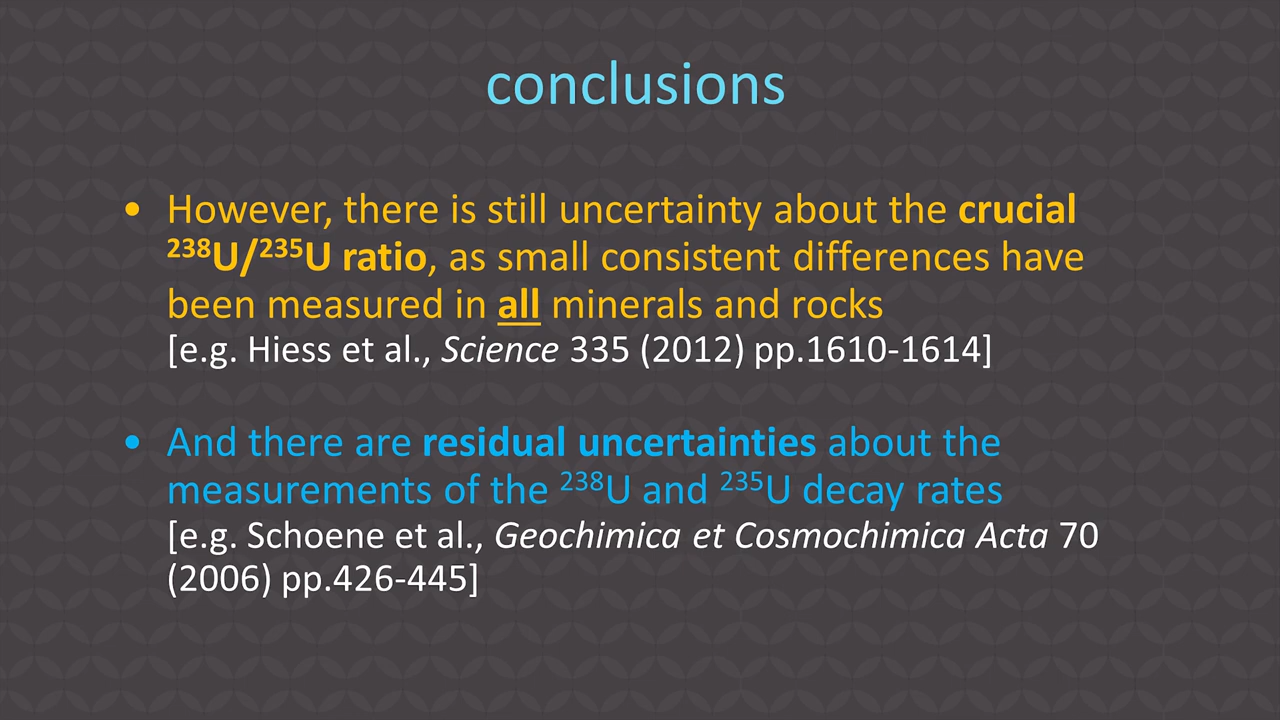 conclusions
• However, there is still uncertainty about the crucial
²³⁸U/²³⁵U ratio, as small consistent differences have
been measured in all minerals and rocks
[e.g. Hiess et al., Science 335 (2012) pp.1610-1614]
• And there are residual uncertainties about the
measurements of the ²³⁸U and ²³⁵U decay rates
[e.g. Schoene et al., Geochimica et Cosmochimica Acta 70
(2006) pp.426-445]